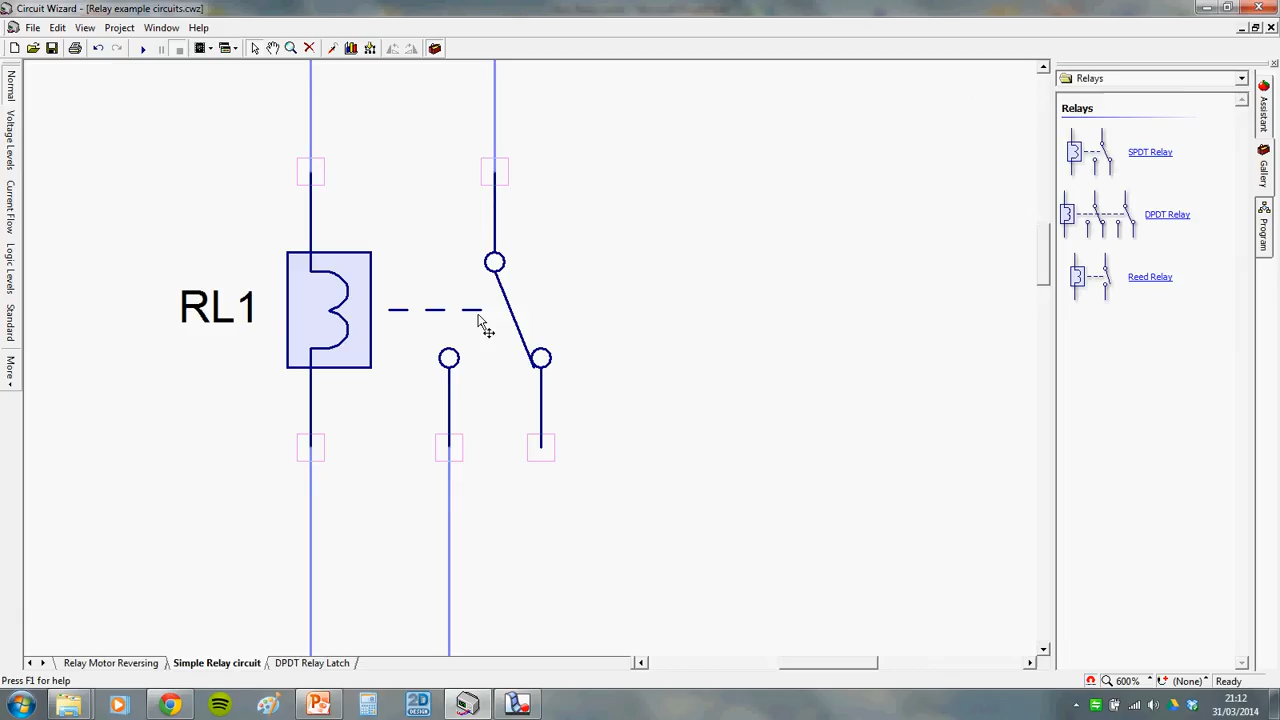 Circuit Wizard - [Relay example circuits.cwz]
File Edit View Project Window Help
Normal
Voltage Levels
Current Flow
Logic Levels
Standard
More
Relays
Relays
SPDT Relay
DPDT Relay
Reed Relay
Assistant
Gallery
Program
RL1
Relay Motor Reversing
Simple Relay circuit
DPDT Relay Latch
Press F1 for help
600%
(None)
Ready
2D
DESIGN
21:12
31/03/2014